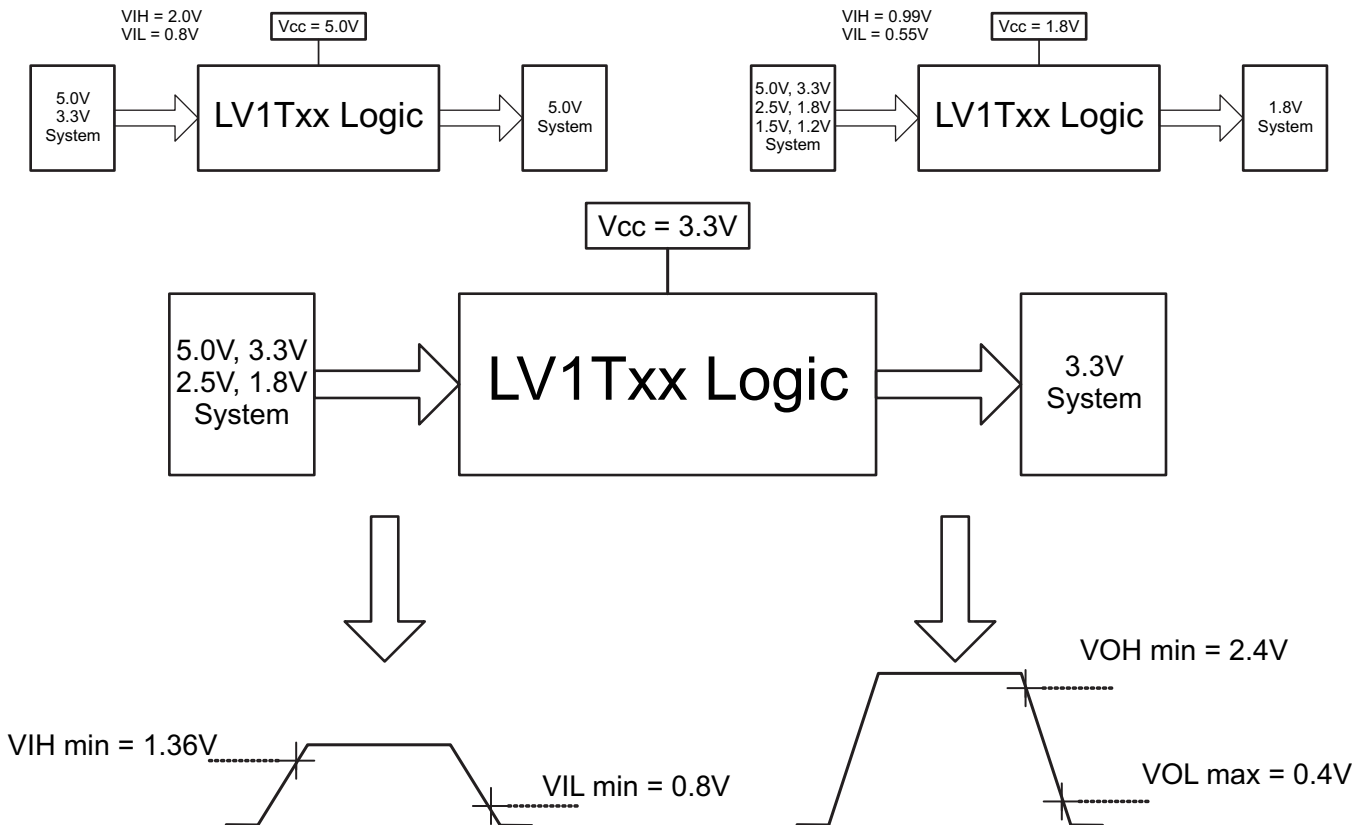 VIH = 2.0V
VIL = 0.8V
Vcc = 5.0V
5.0V
3.3V
System
LV1Txx Logic
5.0V
System
VIH = 0.99V
VIL = 0.55V
Vcc = 1.8V
5.0V, 3.3V
2.5V, 1.8V
1.5V, 1.2V
System
LV1Txx Logic
1.8V
System
Vcc = 3.3V
5.0V, 3.3V
2.5V, 1.8V
System
LV1Txx Logic
3.3V
System
VIH min = 1.36V
VIL min = 0.8V
VOH min = 2.4V
VOL max = 0.4V